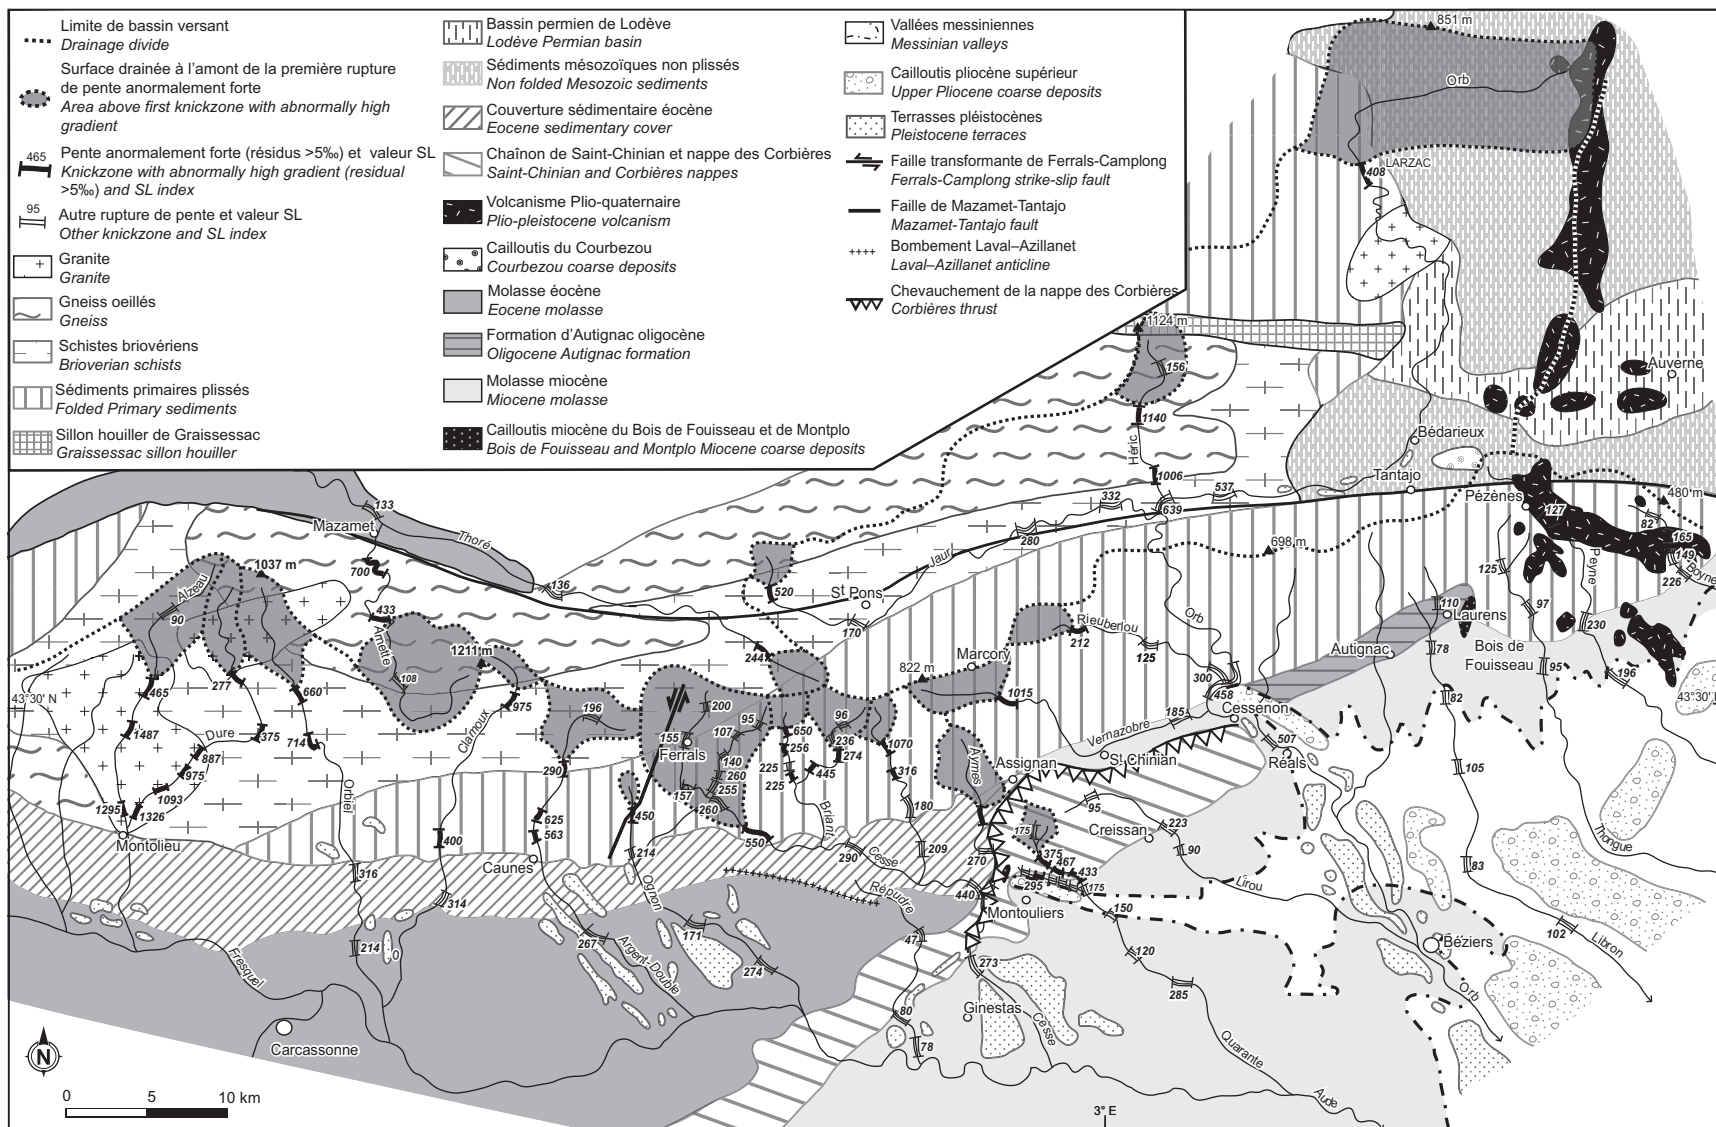 Limite de bassin versant
Drainage divide
Surface drainée à l'amont de la première rupture
de pente anormalement forte
Area above first knickzone with abnormally high
gradient
465
Pente anormalement forte (résidus >5‰) et valeur SL
Knickzone with abnormally high gradient (residual
>5‰) and SL index
95
Autre rupture de pente et valeur SL
Other knickzone and SL index
Granite
Granite
Gneiss oeillés
Gneiss
Schistes briovériens
Brioverian schists
Sédiments primaires plissés
Folded Primary sediments
Sillon houiller de Graissessac
Graissessac sillon houiller
Bassin permien de Lodève
Lodève Permian basin
Sédiments mésozoïques non plissés
Non folded Mesozoic sediments
Couverture sédimentaire éocène
Eocene sedimentary cover
Chaînon de Saint-Chinian et nappe des Corbières
Saint-Chinian and Corbières nappes
Volcanisme Plio-quaternaire
Plio-pleistocene volcanism
Cailloutis du Courbezou
Courbezou coarse deposits
Molasse éocène
Eocene molasse
Formation d'Autignac oligocène
Oligocene Autignac formation
Molasse miocène
Miocene molasse
Cailloutis miocène du Bois de Fouisseau et de Montplo
Bois de Fouisseau and Montplo Miocene coarse deposits
Vallées messiniennes
Messinian valleys
Cailloutis pliocène supérieur
Upper Pliocene coarse deposits
Terrasses pléistocènes
Pleistocene terraces
Faille transformante de Ferrals-Camplong
Ferrals-Camplong strike-slip fault
Faille de Mazamet-Tantajo
Mazamet-Tantajo fault
Bombement Laval–Azillanet
Laval–Azillanet anticline
Chevauchement de la nappe des Corbières
Corbières thrust
851 m
Orb
LARZAC
408
1124 m
156
1140
Héric
1006
Auverne
Bédarieux
Tantajo
537
332
639
280
Pézènes
127
480 m
82
165
149
226
Boyne
Peyne
125
97
230
698 m
133
Mazamet
Thoré
136
700
433
Arnette
108
1037 m
Alzeau
90
1211 m
520
St Pons
Jaur
170
244
Orb
Rieuberlou
212
125
Marcory
822 m
1015
300
458
Cessenon
185
Vernazobre
St Chinian
Assignan
Aymes
110
Laurens
Autignac
78
Bois de
Fouisseau
95
196
82
43°30' N
43°30' N
465
277
660
1487
Dure
375
714
887
975
1093
1326
1295
Montolieu
Orbiel
Clamoux
975
196
290
200
155
Ferrals
107
95
140
260
255
157
260
450
550
650
256
225
225
445
96
236
274
1070
316
180
209
Briant
625
563
Caunes
400
316
314
214
214
Ognon
290
Cesse
Répudre
270
440
47
80
78
171
267
274
Argent-Double
Fresquel
Carcassonne
175
375
467
433
295
175
Montouliers
95
Creissan
223
90
Lirou
150
120
285
273
Ginestas
Cesse
Quarante
Aude
507
Réals
105
83
102
Libron
Thongue
Béziers
Orb
N
0
5
10 km
3° E